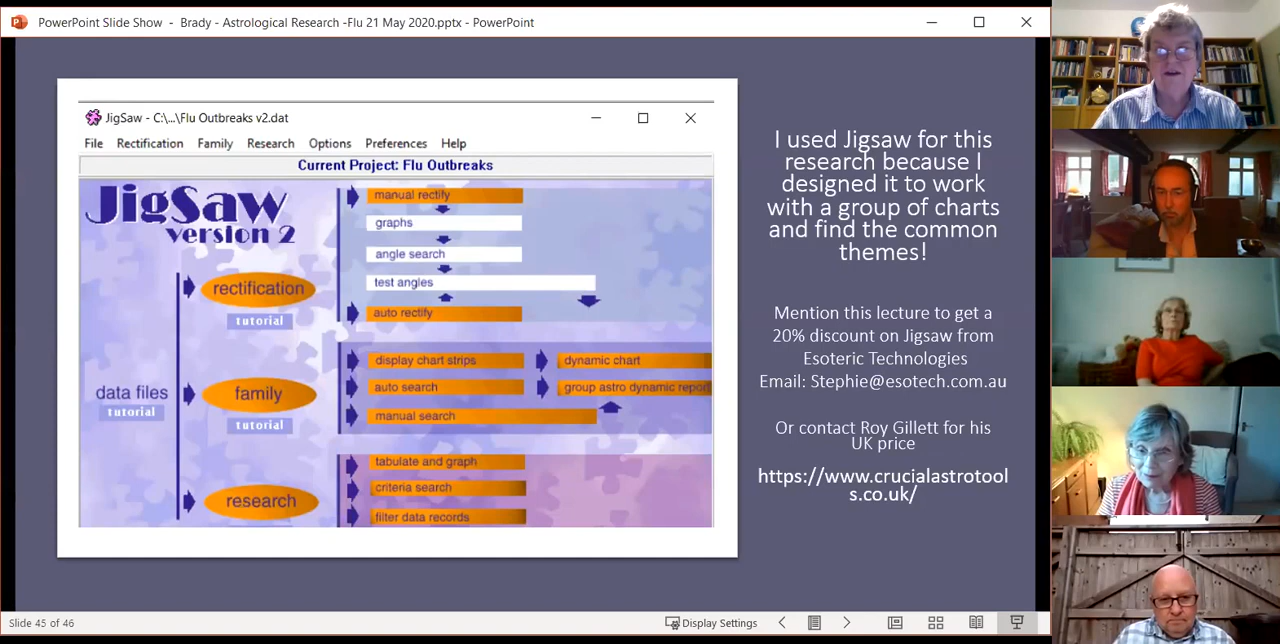 PowerPoint Slide Show - Brady - Astrological Research -Flu 21 May 2020.pptx - PowerPoint
JigSaw - C:\...\Flu Outbreaks v2.dat
File Rectification Family Research Options Preferences Help
Current Project: Flu Outbreaks
JigSaw
version 2
manual rectify
graphs
angle search
test angles
auto rectify
rectification
tutorial
display chart strips
dynamic chart
auto search
group astro dynamic report
manual search
data files
tutorial
family
tutorial
tabulate and graph
criteria search
filter data records
research
I used Jigsaw for this
research because I
designed it to work
with a group of charts
and find the common
themes!
Mention this lecture to get a
20% discount on Jigsaw from
Esoteric Technologies
Email: Stephie@esotech.com.au
Or contact Roy Gillett for his
UK price
https://www.crucialastrotool
s.co.uk/
Slide 45 of 46
Display Settings